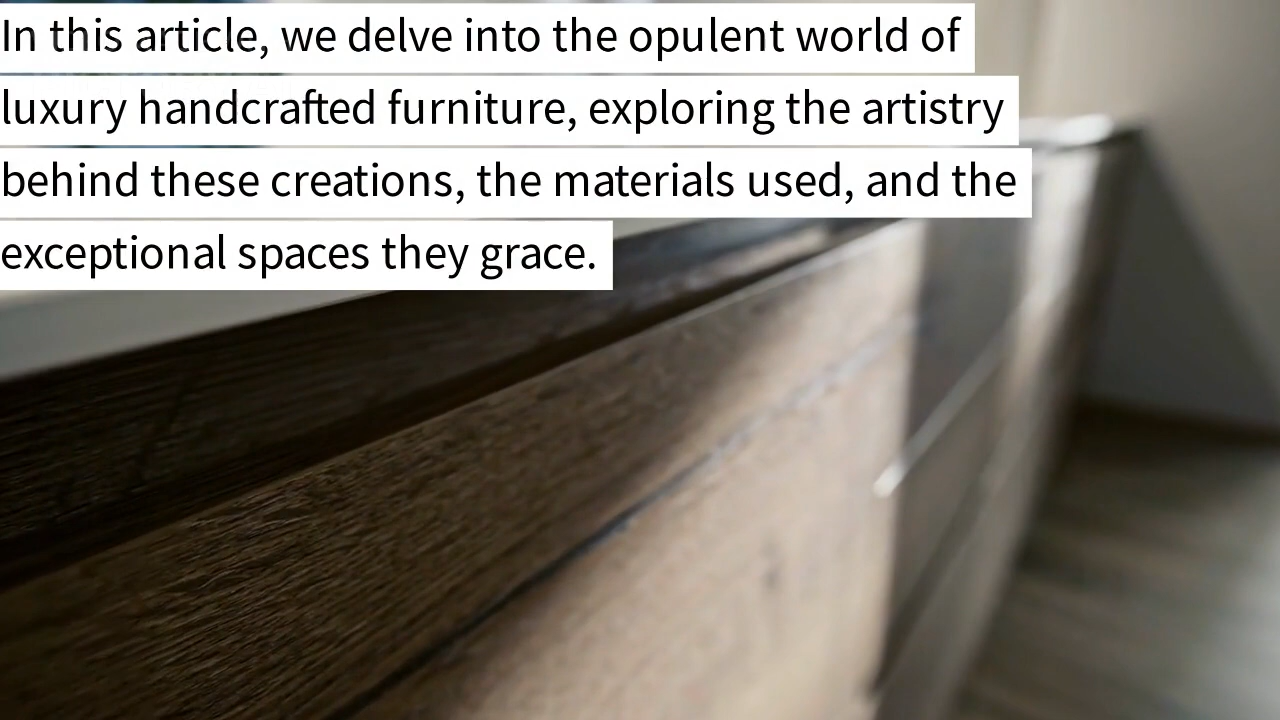 In this article, we delve into the opulent world of
luxury handcrafted furniture, exploring the artistry
behind these creations, the materials used, and the
exceptional spaces they grace.